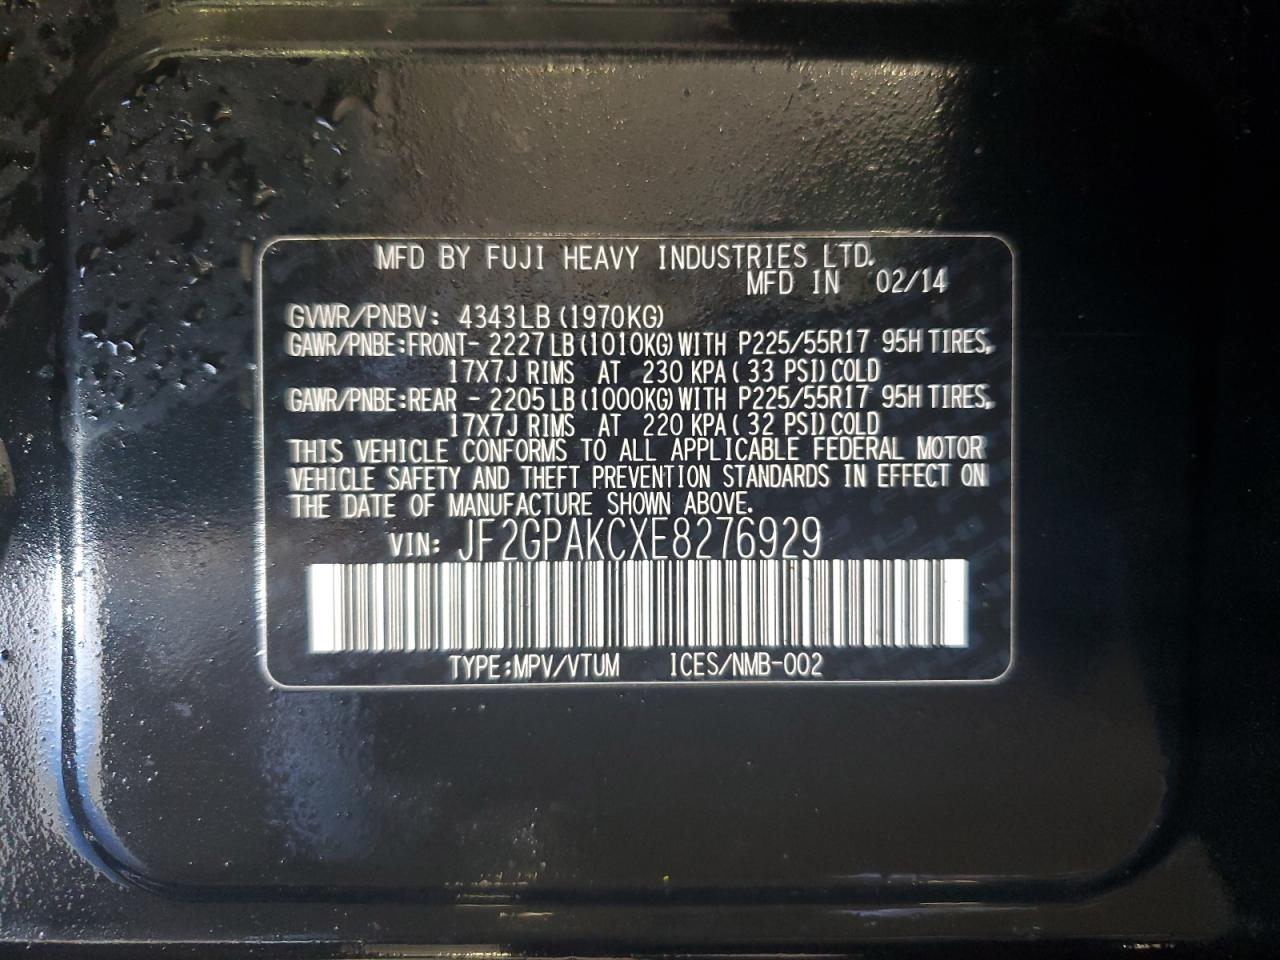 MFD BY FUJI HEAVY INDUSTRIES LTD.
MFD IN 02/14
GVWR/PNBV: 4343LB(1970KG)
GAWR/PNBE:FRONT- 2227LB(1010KG)WITH P225/55R17 95H TIRES,
17X7J RIMS AT 230 KPA(33 PSI)COLD
GAWR/PNBE:REAR - 2205LB(1000KG)WITH P225/55R17 95H TIRES,
17X7J RIMS AT 220 KPA(32 PSI)COLD
THIS VEHICLE CONFORMS TO ALL APPLICABLE FEDERAL MOTOR
VEHICLE SAFETY AND THEFT PREVENTION STANDARDS IN EFFECT ON
THE DATE OF MANUFACTURE SHOWN ABOVE.
VIN: JF2GPAKCXE8276929
TYPE:MPV/VTUM ICES/NMB-002